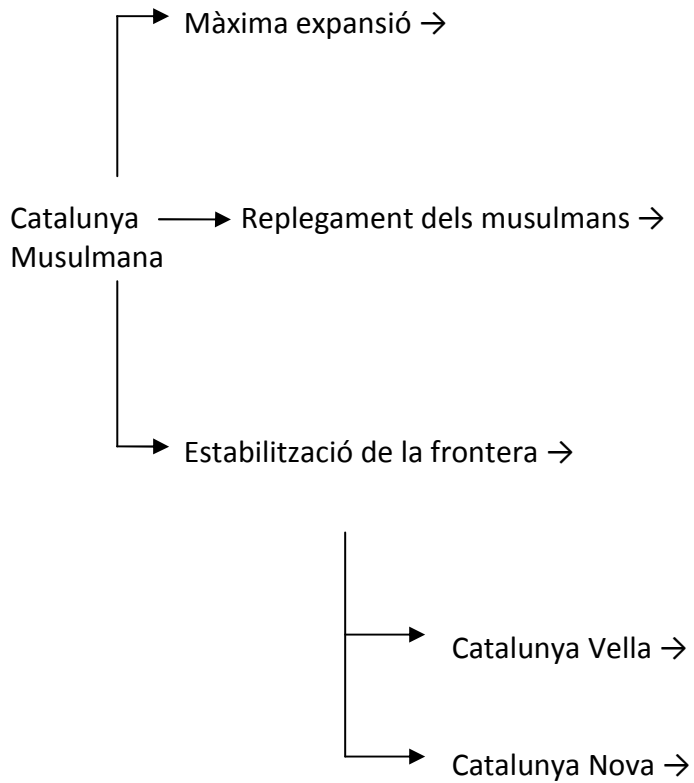 Màxima expansió →
Catalunya
Musulmana
Replegament dels musulmans →
Estabilització de la frontera →
Catalunya Vella →
Catalunya Nova →